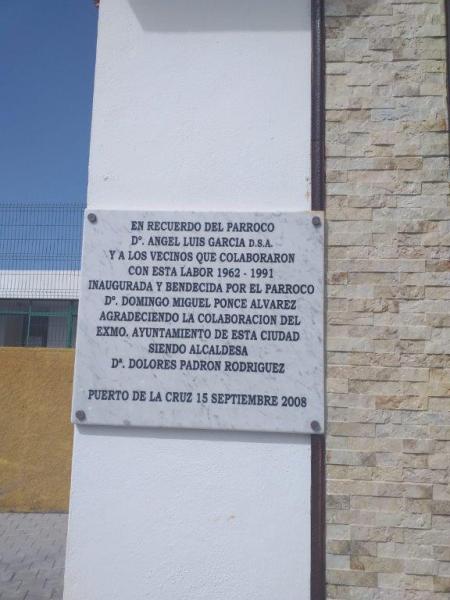 EN RECUERDO DEL PARROCO
Dº. ANGEL LUIS GARCIA D.S.A.
Y A LOS VECINOS QUE COLABORARON
CON ESTA LABOR 1962 - 1991
INAUGURADA Y BENDECIDA POR EL PARROCO
Dº. DOMINGO MIGUEL PONCE ALVAREZ
AGRADECIENDO LA COLABORACION DEL
EXMO. AYUNTAMIENTO DE ESTA CIUDAD
SIENDO ALCALDESA
Dª. DOLORES PADRON RODRIGUEZ
PUERTO DE LA CRUZ 15 SEPTIEMBRE 2008